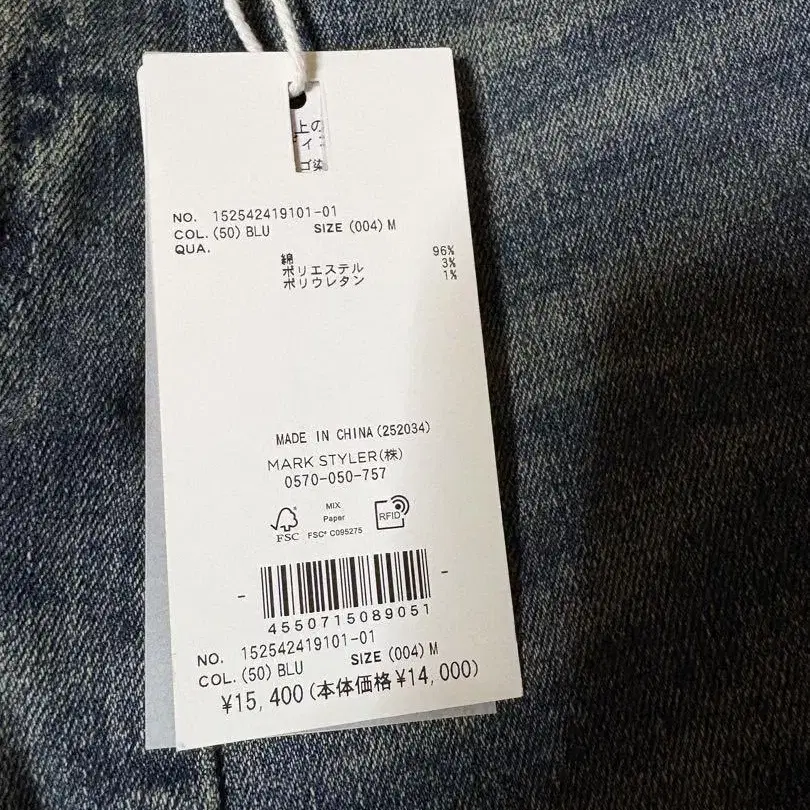 上の
ィ
ゴ染
NO. 152542419101-01
COL. (50) BLU SIZE (004) M
QUA.
綿 96%
ポリエステル 3%
ポリウレタン 1%
MADE IN CHINA (252034)
MARK STYLER(株)
0570-050-757
MIX
Paper
FSC® C095275
FSC
RFID
4550715089051
NO. 152542419101-01
COL. (50) BLU SIZE (004) M
¥15,400 (本体価格¥14,000)